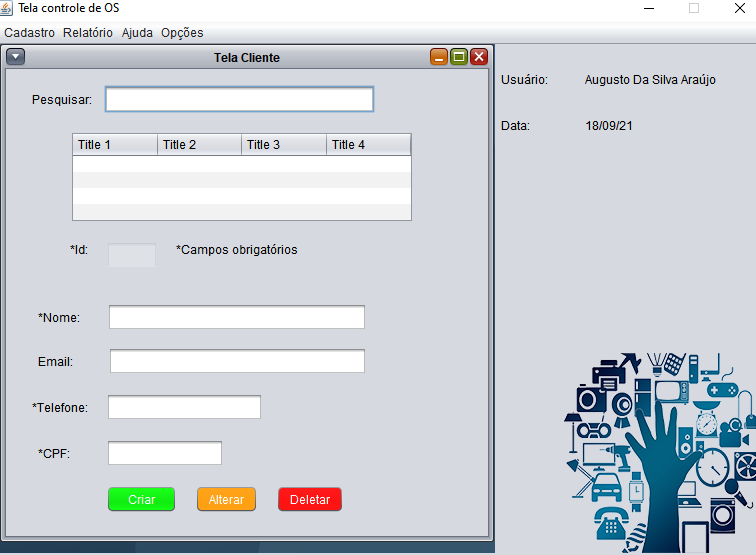 Tela controle de OS
Cadastro Relatório Ajuda Opções
Tela Cliente
Pesquisar:
Title 1 Title 2 Title 3 Title 4
*Id: *Campos obrigatórios
*Nome:
Email:
*Telefone:
*CPF:
Criar Alterar Deletar
Usuário: Augusto Da Silva Araújo
Data: 18/09/21